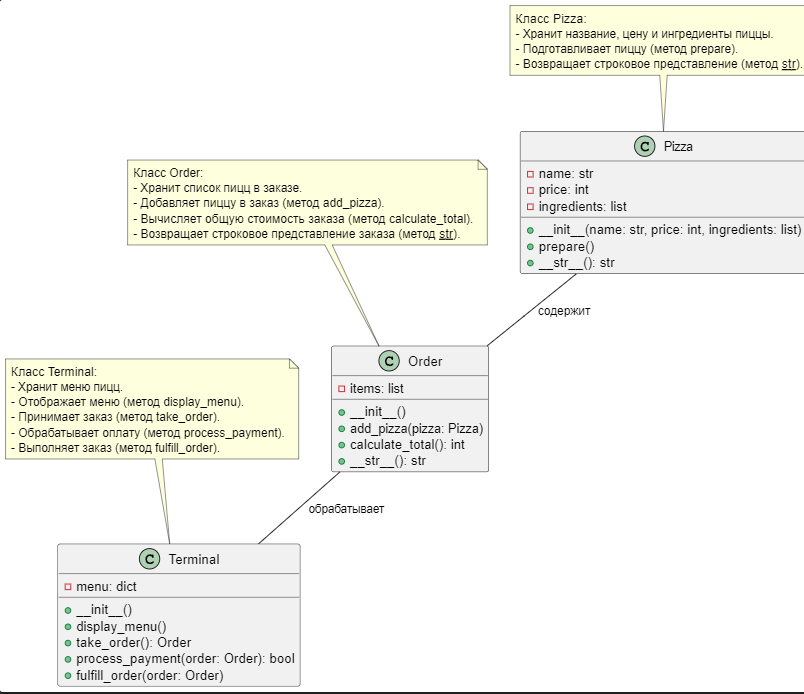 Класс Pizza:
- Хранит название, цену и ингредиенты пиццы.
- Подготавливает пиццу (метод prepare).
- Возвращает строковое представление (метод str).
C Pizza
name: str
price: int
ingredients: list
__init__(name: str, price: int, ingredients: list)
prepare()
__str__(): str
содержит
Класс Order:
- Хранит список пицц в заказе.
- Добавляет пиццу в заказ (метод add_pizza).
- Вычисляет общую стоимость заказа (метод calculate_total).
- Возвращает строковое представление заказа (метод str).
C Order
items: list
__init__()
add_pizza(pizza: Pizza)
calculate_total(): int
__str__(): str
обрабатывает
Класс Terminal:
- Хранит меню пицц.
- Отображает меню (метод display_menu).
- Принимает заказ (метод take_order).
- Обрабатывает оплату (метод process_payment).
- Выполняет заказ (метод fulfill_order).
C Terminal
menu: dict
__init__()
display_menu()
take_order(): Order
process_payment(order: Order): bool
fulfill_order(order: Order)